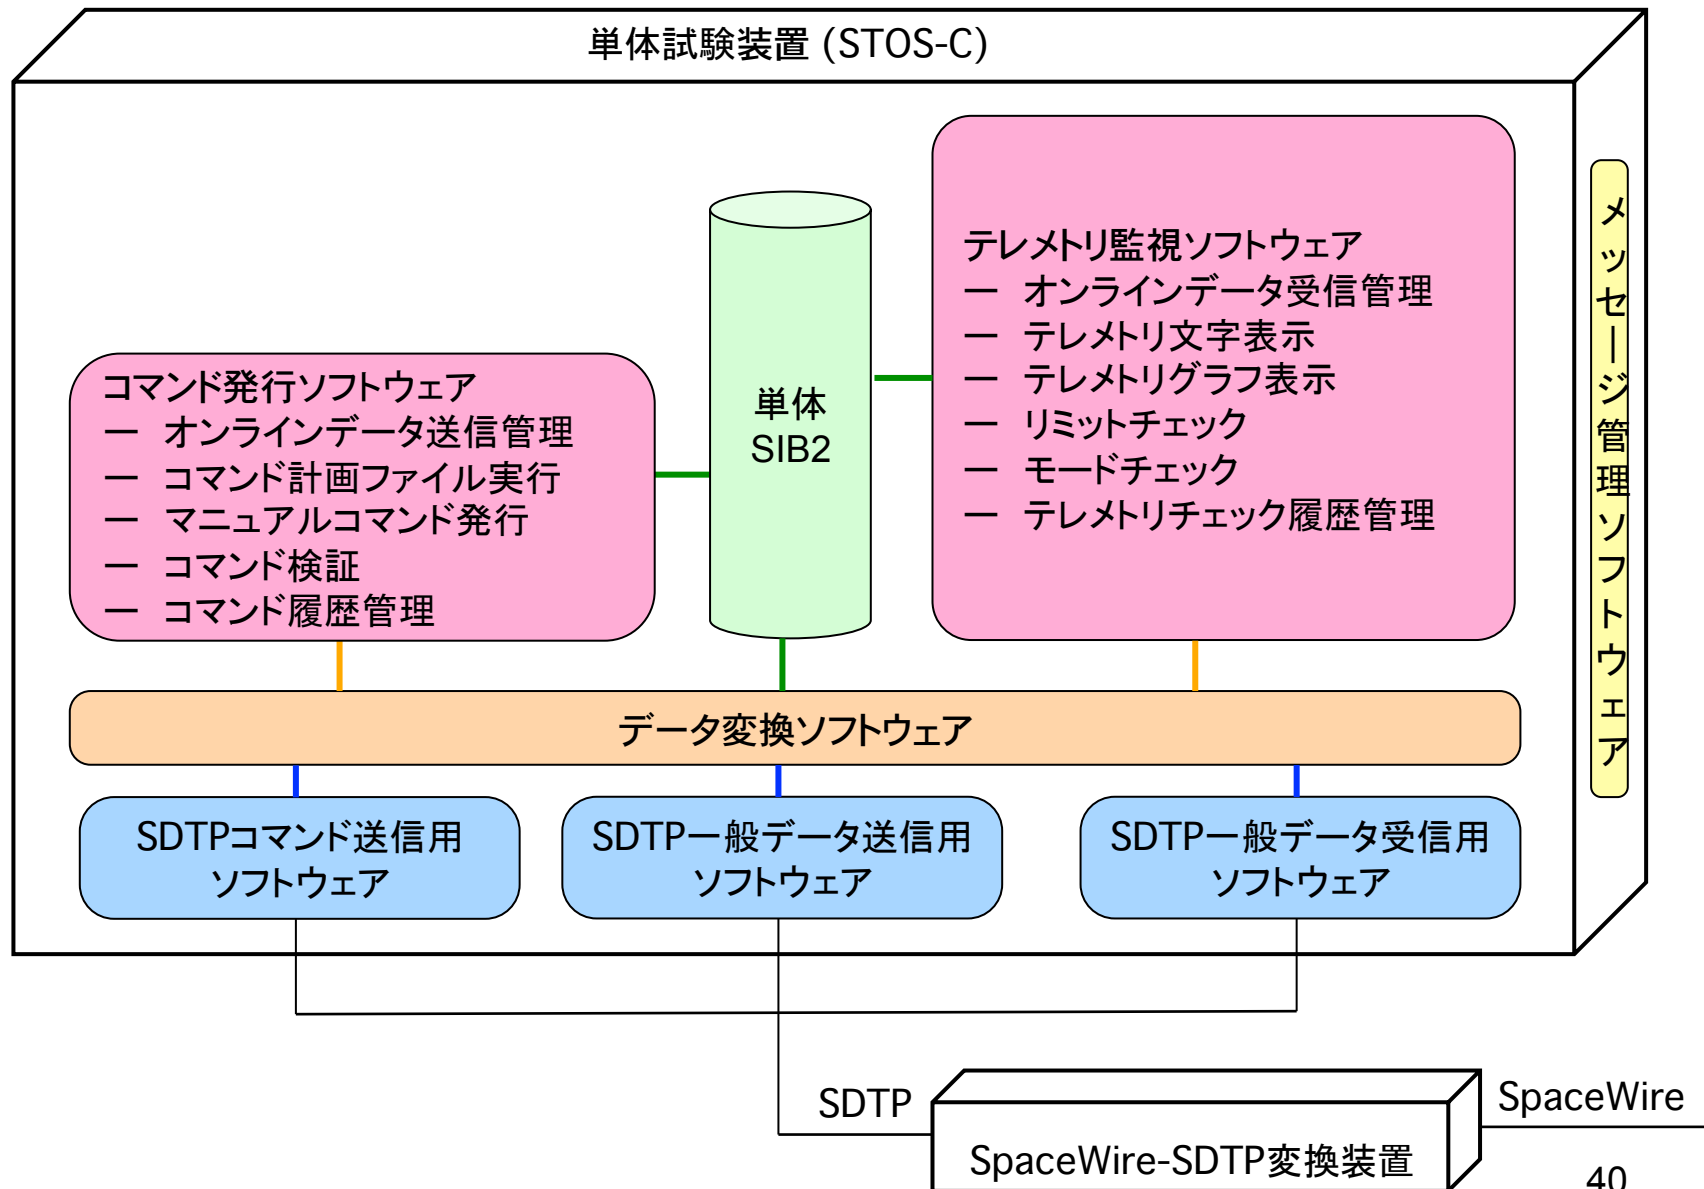 単体試験装置 (STOS-C)
コマンド発行ソフトウェア
ー オンラインデータ送信管理
ー コマンド計画ファイル実行
ー マニュアルコマンド発行
ー コマンド検証
ー コマンド履歴管理
単体
SIB2
テレメトリ監視ソフトウェア
ー オンラインデータ受信管理
ー テレメトリ文字表示
ー テレメトリグラフ表示
ー リミットチェック
ー モードチェック
ー テレメトリチェック履歴管理
メッセージ管理ソフトウェア
データ変換ソフトウェア
SDTPコマンド送信用
ソフトウェア
SDTP一般データ送信用
ソフトウェア
SDTP一般データ受信用
ソフトウェア
SDTP
SpaceWire
SpaceWire-SDTP変換装置
40